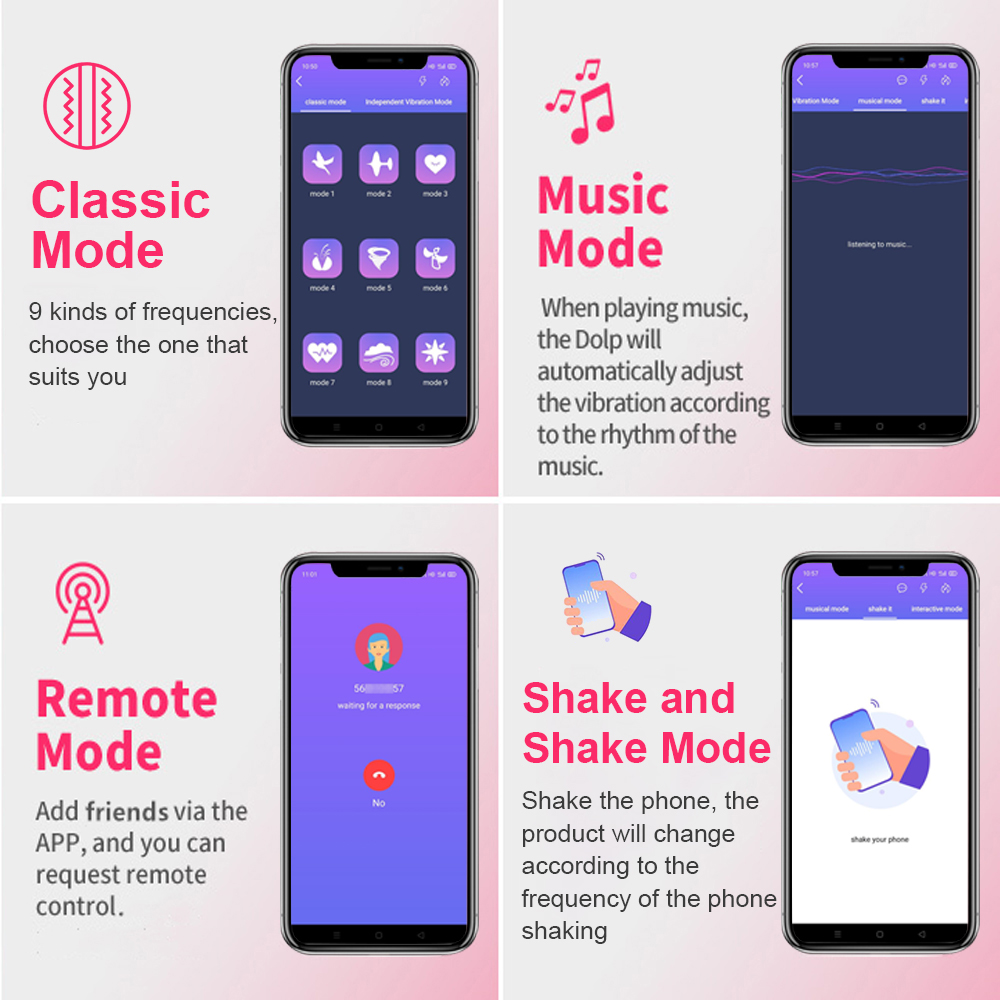 Classic
Mode
9 kinds of frequencies,
choose the one that
suits you
10:50
classic mode Independent Vibration Mode
mode 1 mode 2 mode 3
mode 4 mode 5 mode 6
mode 7 mode 8 mode 9
Music
Mode
When playing music,
the Dolp will
automatically adjust
the vibration according
to the rhythm of the
music.
10:57
Vibration Mode musical mode shake it
listening to music...
Remote
Mode
Add friends via the
APP, and you can
request remote
control.
11:01
56 57
waiting for a response
No
Shake and
Shake Mode
Shake the phone, the
product will change
according to the
frequency of the phone
shaking
10:57
musical mode shake it interactive mode
shake your phone